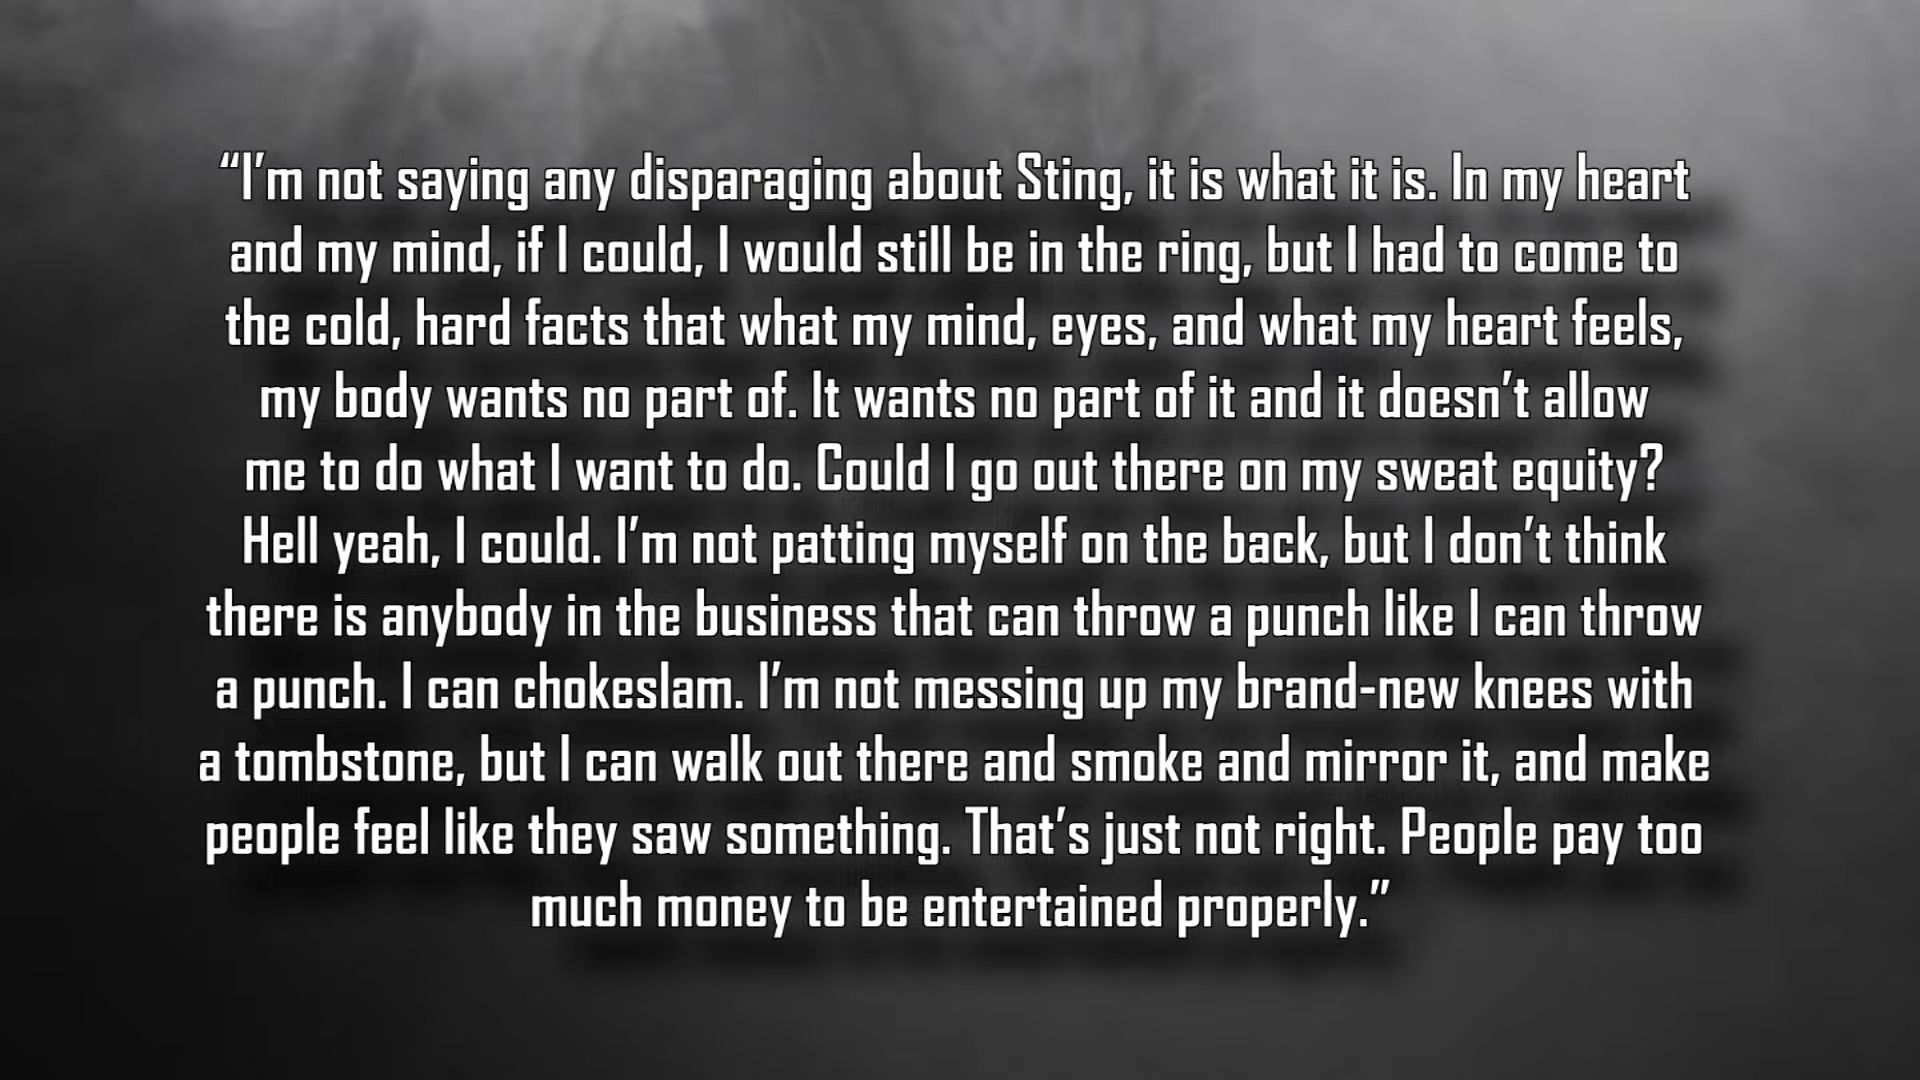 “I’m not saying any disparaging about Sting, it is what it is. In my heart
and my mind, if I could, I would still be in the ring, but I had to come to
the cold, hard facts that what my mind, eyes, and what my heart feels,
my body wants no part of. It wants no part of it and it doesn’t allow
me to do what I want to do. Could I go out there on my sweat equity?
Hell yeah, I could. I’m not patting myself on the back, but I don’t think
there is anybody in the business that can throw a punch like I can throw
a punch. I can chokeslam. I’m not messing up my brand-new knees with
a tombstone, but I can walk out there and smoke and mirror it, and make
people feel like they saw something. That’s just not right. People pay too
much money to be entertained properly.”